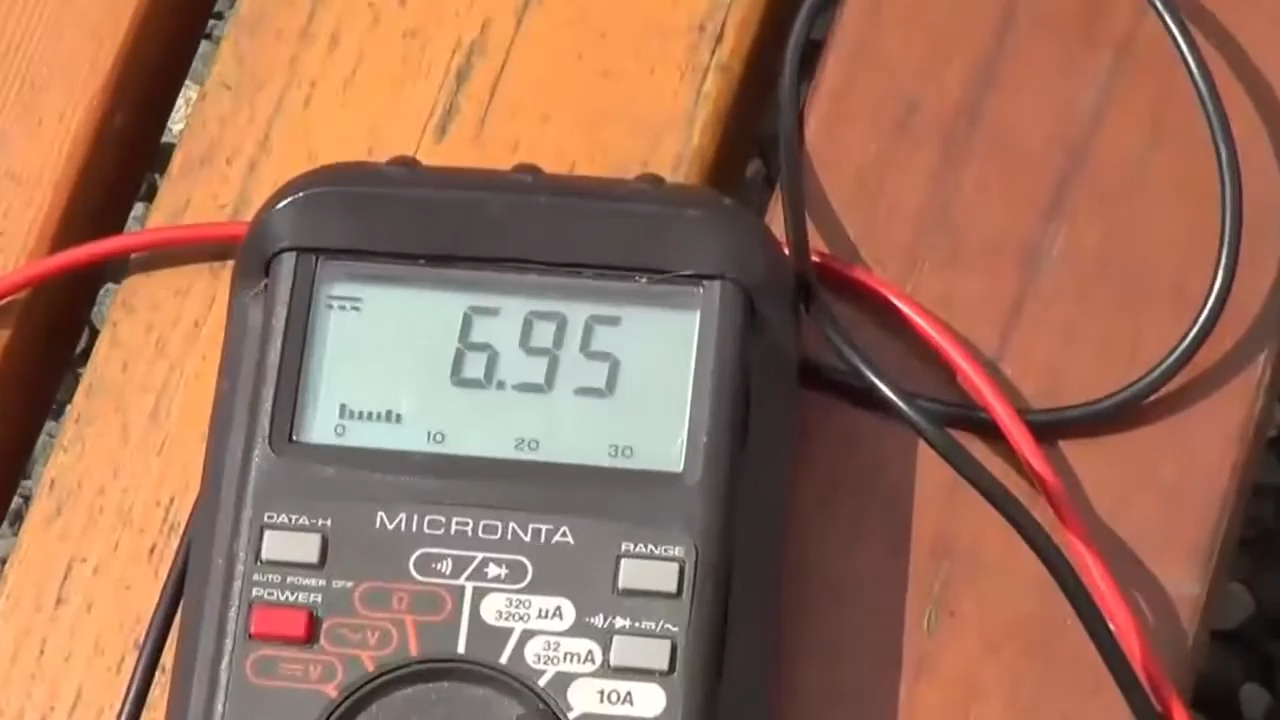 6.95
0 10 20 30
MICRONTA
DATA-H
RANGE
AUTO POWER OFF
POWER
Ω
320
3200 µA
~V
32
320 mA
⎓V
10A